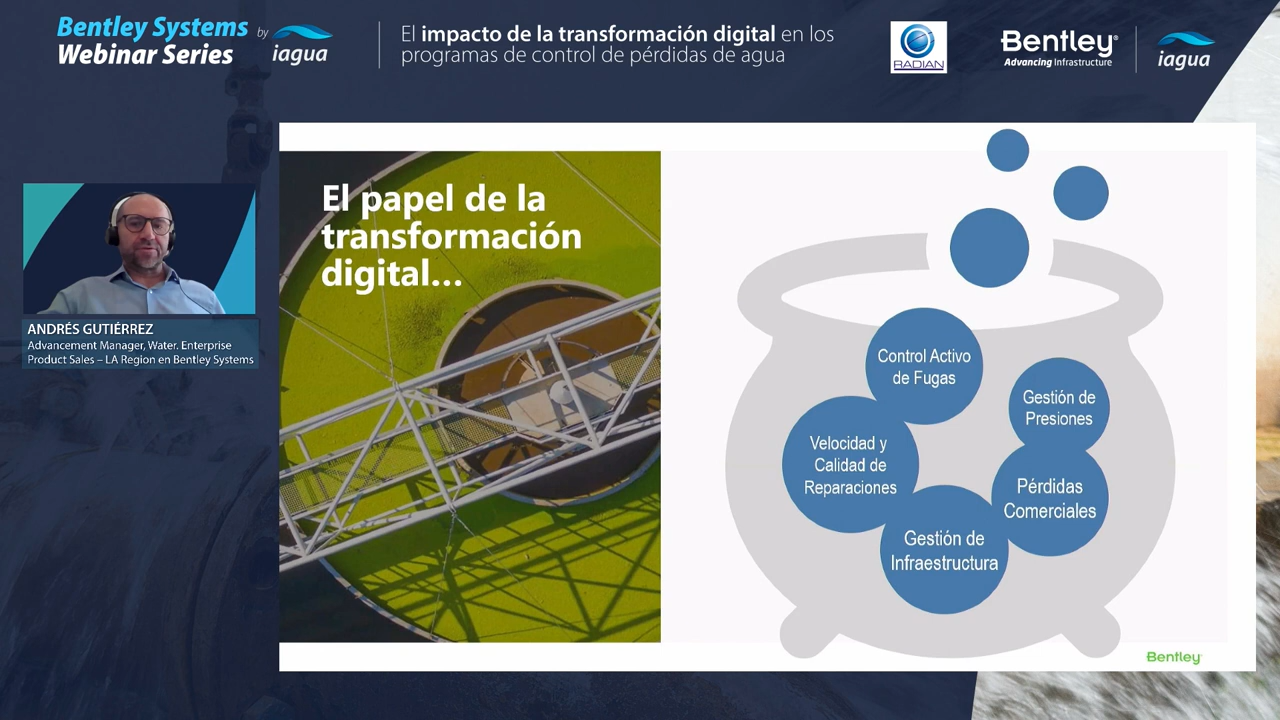 Bentley Systems
Webinar Series
by
iagua
El impacto de la transformación digital en los
programas de control de pérdidas de agua
RADIAN
Bentley®
Advancing Infrastructure
iagua
ANDRÉS GUTIÉRREZ
Advancement Manager, Water. Enterprise
Product Sales – LA Region en Bentley Systems
El papel de la
transformación
digital...
Control Activo
de Fugas
Gestión de
Presiones
Velocidad y
Calidad de
Reparaciones
Pérdidas
Comerciales
Gestión de
Infraestructura
Bentley